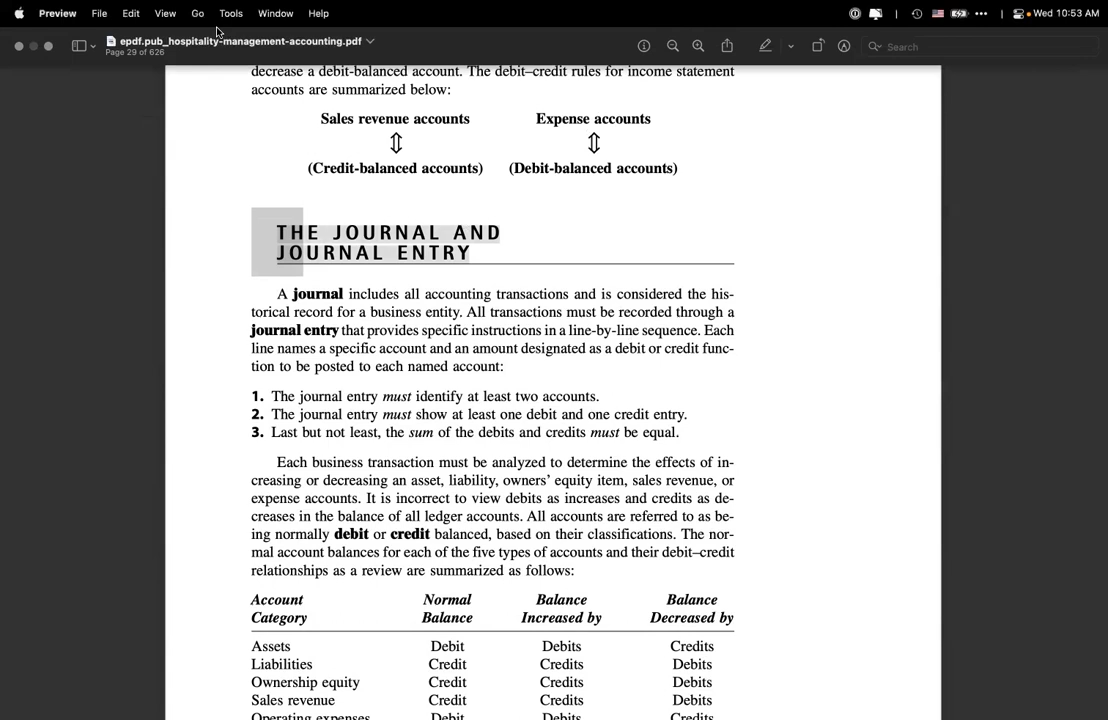 Preview File Edit View Go Tools Window Help Wed 10:53 AM
epdf.pub_hospitality-management-accounting.pdf
Page 29 of 626
Search
decrease a debit-balanced account. The debit–credit rules for income statement
accounts are summarized below:
Sales revenue accounts Expense accounts
(Credit-balanced accounts) (Debit-balanced accounts)
THE JOURNAL AND
JOURNAL ENTRY
A journal includes all accounting transactions and is considered the his-
torical record for a business entity. All transactions must be recorded through a
journal entry that provides specific instructions in a line-by-line sequence. Each
line names a specific account and an amount designated as a debit or credit func-
tion to be posted to each named account:
1. The journal entry must identify at least two accounts.
2. The journal entry must show at least one debit and one credit entry.
3. Last but not least, the sum of the debits and credits must be equal.
Each business transaction must be analyzed to determine the effects of in-
creasing or decreasing an asset, liability, owners' equity item, sales revenue, or
expense accounts. It is incorrect to view debits as increases and credits as de-
creases in the balance of all ledger accounts. All accounts are referred to as be-
ing normally debit or credit balanced, based on their classifications. The nor-
mal account balances for each of the five types of accounts and their debit–credit
relationships as a review are summarized as follows:
Account Normal Balance Balance
Category Balance Increased by Decreased by
Assets Debit Debits Credits
Liabilities Credit Credits Debits
Ownership equity Credit Credits Debits
Sales revenue Credit Credits Debits
Operating expenses Debit Debits Credits